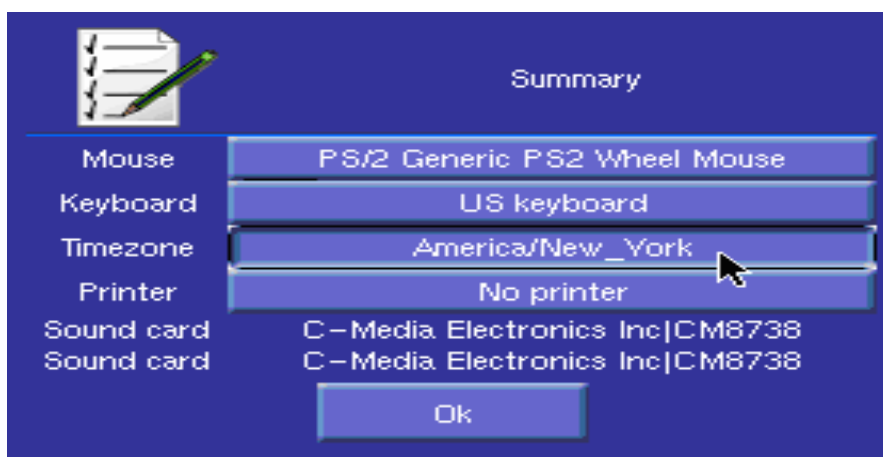 Summary
Mouse PS/2 Generic PS2 Wheel Mouse
Keyboard US keyboard
Timezone America/New_York
Printer No printer
Sound card C-Media Electronics Inc|CM8738
Sound card C-Media Electronics Inc|CM8738
Ok